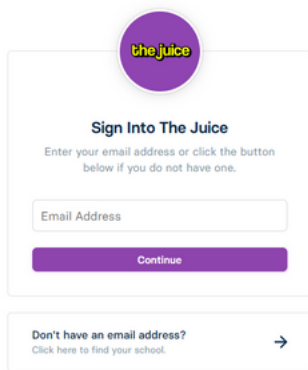 the juice
Sign Into The Juice
Enter your email address or click the button
below if you do not have one.
Email Address
Continue
Don't have an email address?
Click here to find your school.